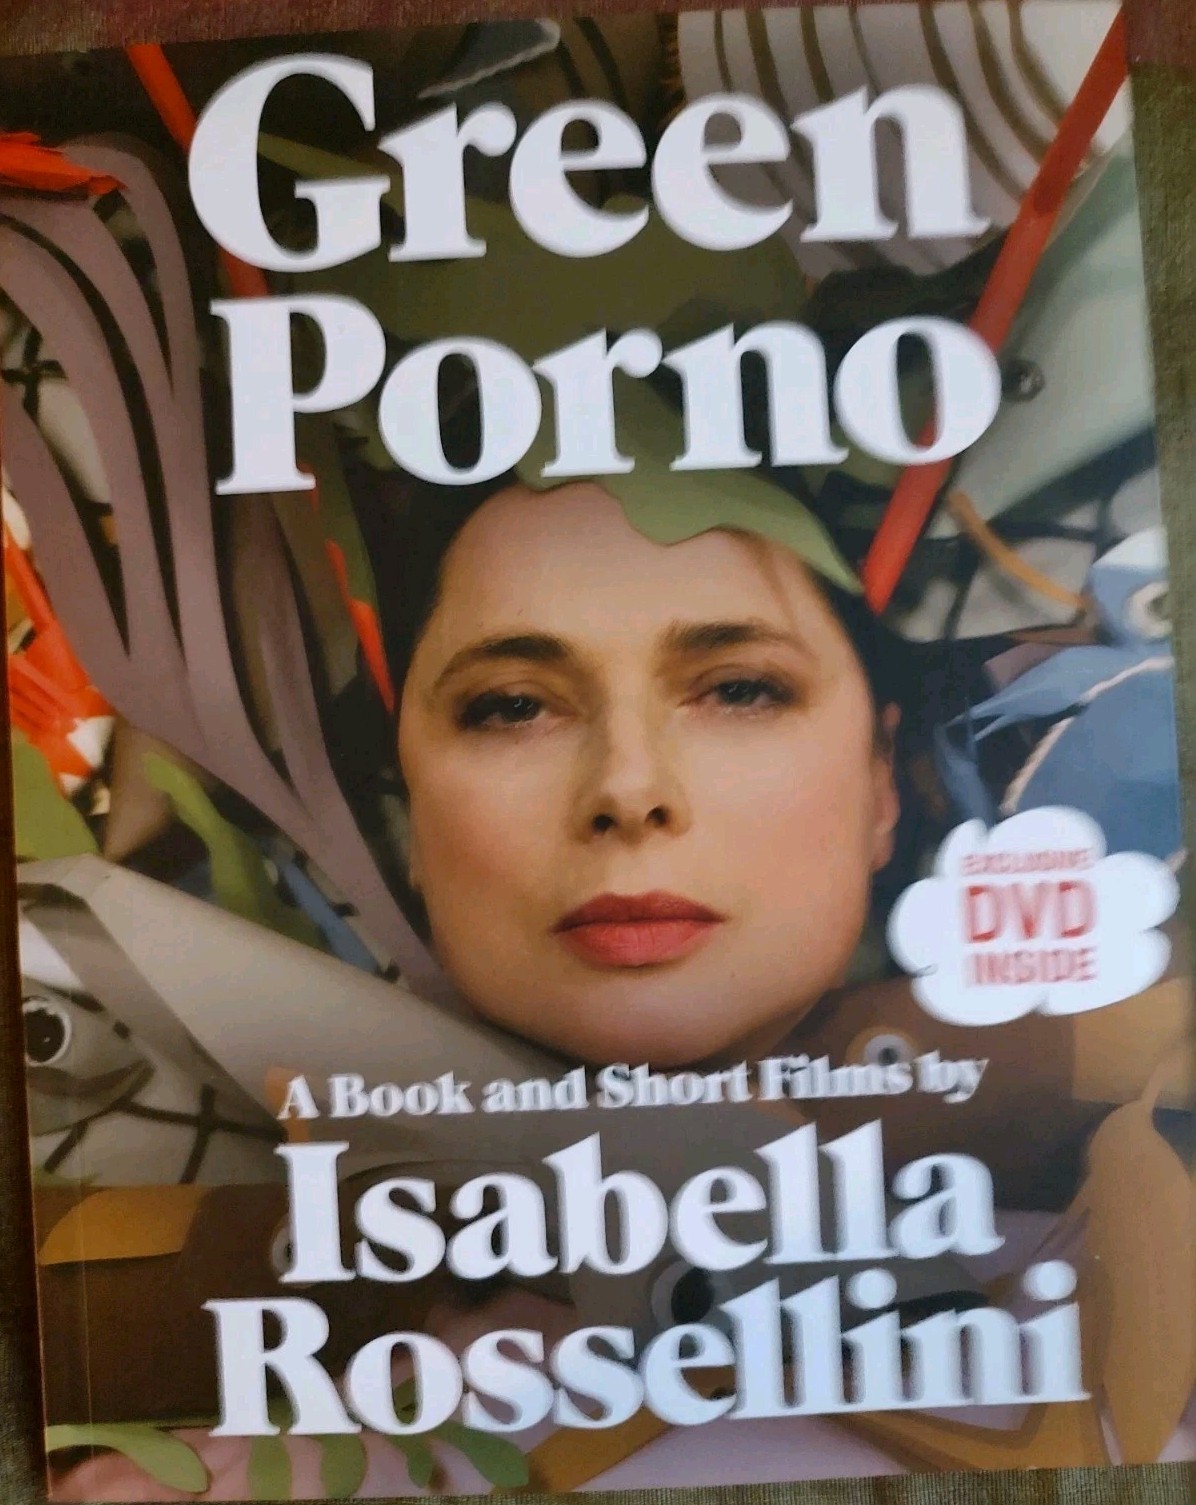 Green
Porno
EXCLUSIVE
DVD
INSIDE
A Book and Short Films by
Isabella
Rossellini